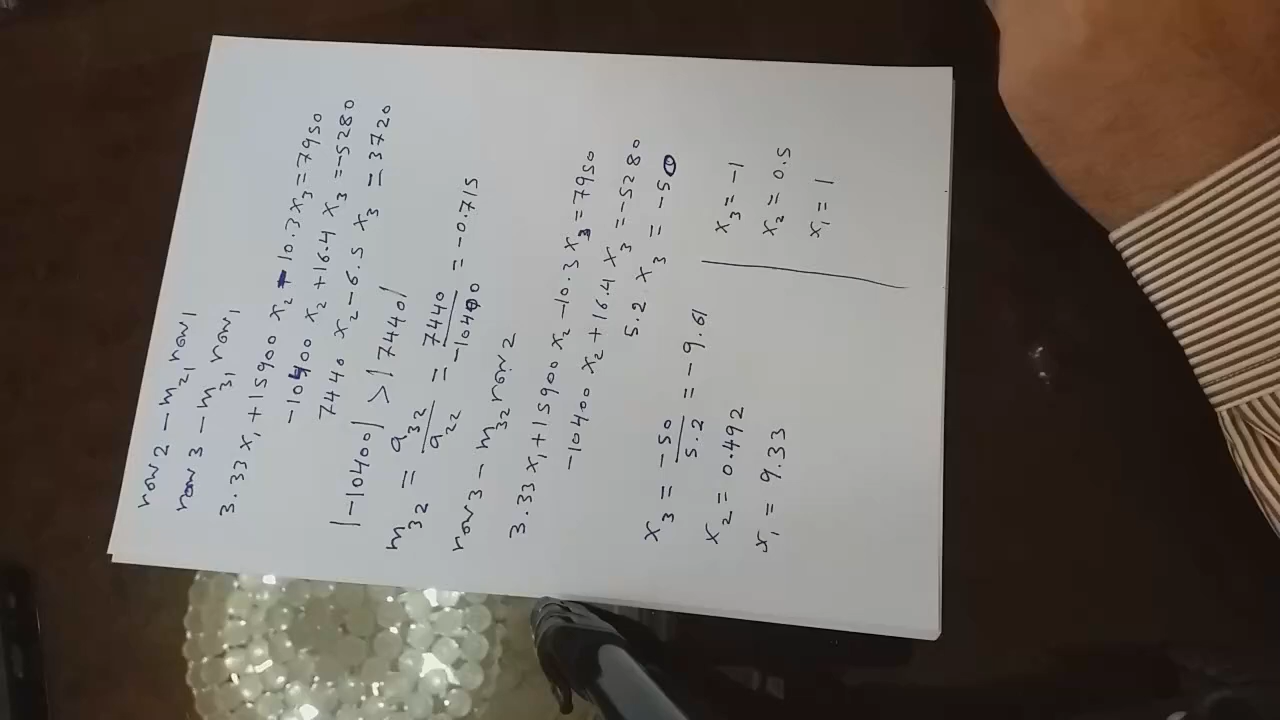 row 2 - m21 row1
row 3 - m31 row1
3.33 x1 + 15900 x2 - 10.3 x3 = 7950
-10400 x2 + 16.4 x3 = -5280
7440 x2 - 6.5 x3 = 3720
|-10400| > |7440|
m32 = a32/a22 = 7440/-10400 = -0.715
row 3 - m32 row 2
3.33 x1 + 15900 x2 - 10.3 x3 = 7950
-10400 x2 + 16.4 x3 = -5280
5.2 x3 = -50
x3 = -50/5.2 = -9.61
x2 = 0.492
x1 = 9.33
x3 = -1
x2 = 0.5
x1 = 1